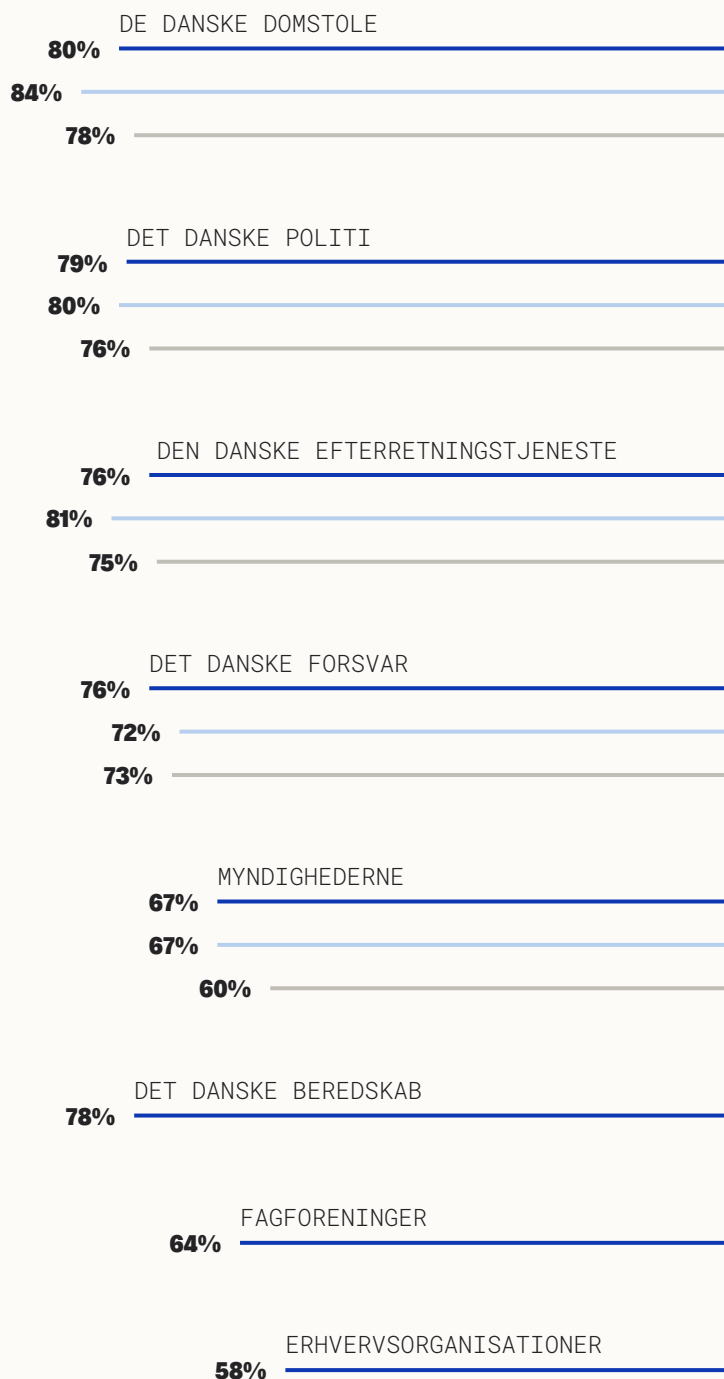 DE DANSKE DOMSTOLE
80%
84%
78%
DET DANSKE POLITI
79%
80%
76%
DEN DANSKE EFTERRETNINGSTJENESTE
76%
81%
75%
DET DANSKE FORSVAR
76%
72%
73%
MYNDIGHEDERNE
67%
67%
60%
DET DANSKE BEREDSKAB
78%
FAGFORENINGER
64%
ERHVERVSORGANISATIONER
58%